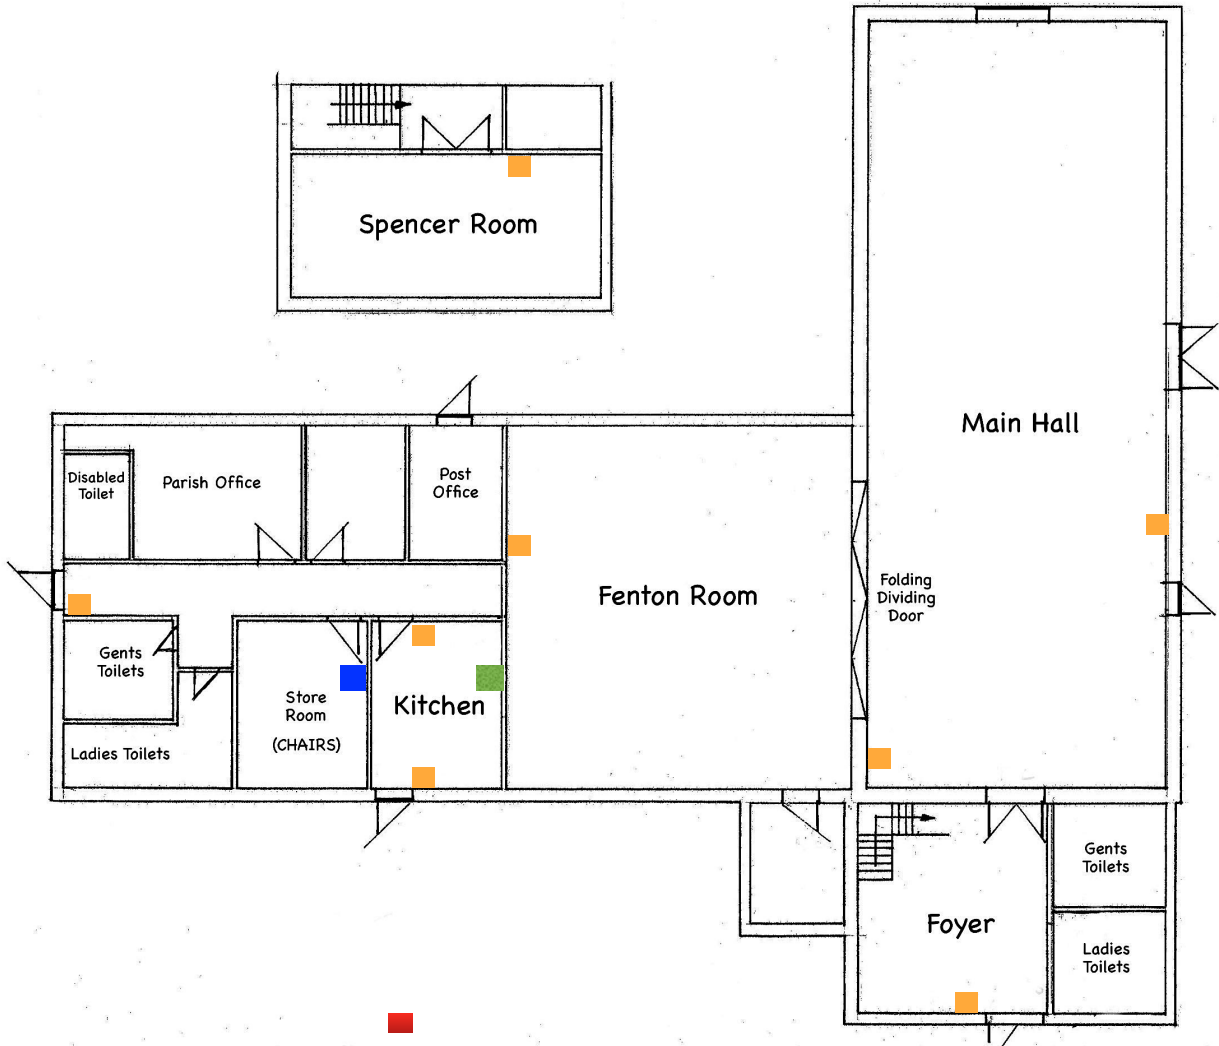 Spencer Room
Main Hall
Disabled
Toilet
Parish Office
Post
Office
Fenton Room
Folding
Dividing
Door
Gents
Toilets
Store
Room
(CHAIRS)
Kitchen
Ladies Toilets
Gents
Toilets
Foyer
Ladies
Toilets